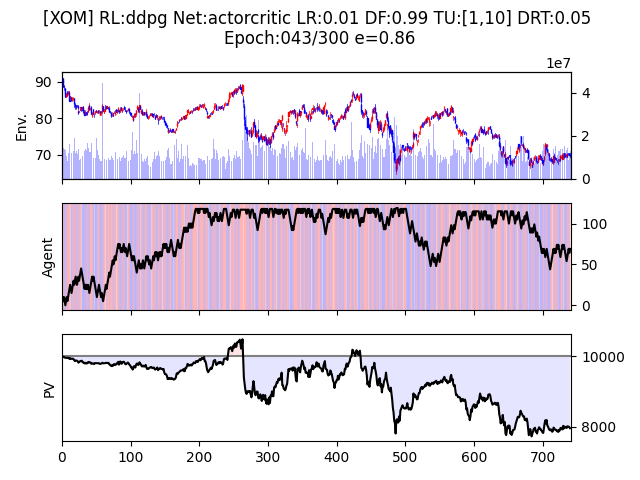 [XOM] RL:ddpg Net:actorcritic LR:0.01 DF:0.99 TU:[1,10] DRT:0.05
Epoch:043/300 e=0.86
1e7
Env.
90
80
70
4
2
0
Agent
100
50
0
PV
10000
8000
0 100 200 300 400 500 600 700